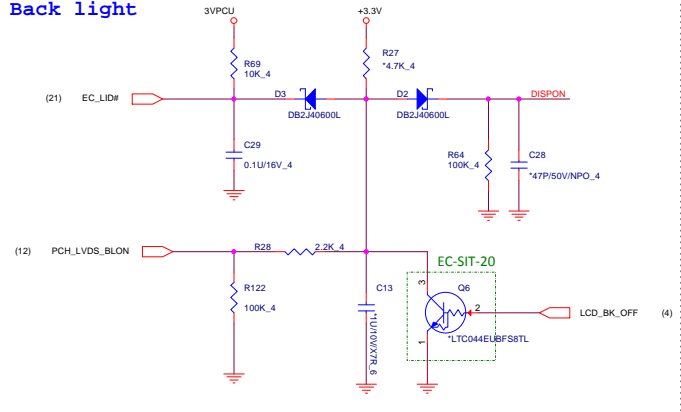 Back light
3VPCU
+3.3V
R69
10K_4
R27
*4.7K_4
(21)
EC_LID#
D3
D2
DISPON
DB2J40600L
DB2J40600L
C29
0.1U/16V_4
R64
100K_4
C28
*47P/50V/NPO_4
(12)
PCH_LVDS_BLON
R28
2.2K_4
EC-SIT-20
R122
100K_4
C13
*1U/10V/X7R_6
3
Q6
2
LCD_BK_OFF
(4)
*LTC044EUBFS8TL
1